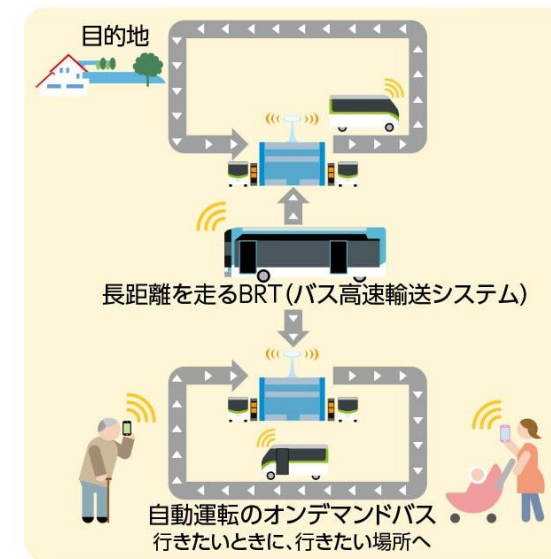 目的地
長距離を走るBRT(バス高速輸送システム)
自動運転のオンデマンドバス
行きたいときに、行きたい場所へ